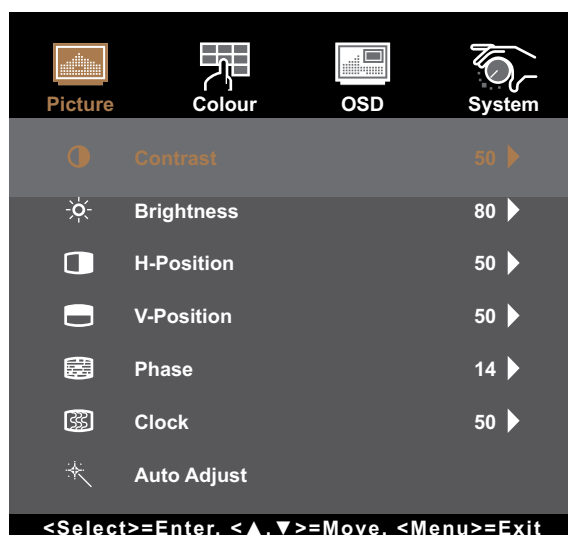 Picture Colour OSD System
Contrast 50
Brightness 80
H-Position 50
V-Position 50
Phase 14
Clock 50
Auto Adjust
<Select>=Enter, <▲,▼>=Move, <Menu>=Exit